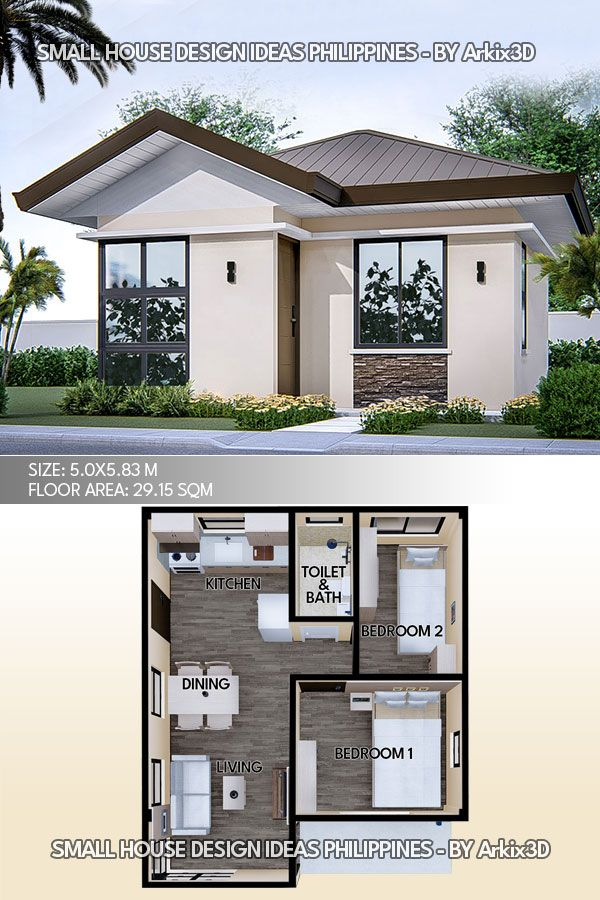 SMALL HOUSE DESIGN IDEAS PHILIPPINES - BY Arkix3D
SIZE: 5.0X5.83 M
FLOOR AREA: 29.15 SQM
KITCHEN
TOILET
&
BATH
BEDROOM 2
DINING
BEDROOM 1
LIVING
SMALL HOUSE DESIGN IDEAS PHILIPPINES - BY Arkix3D